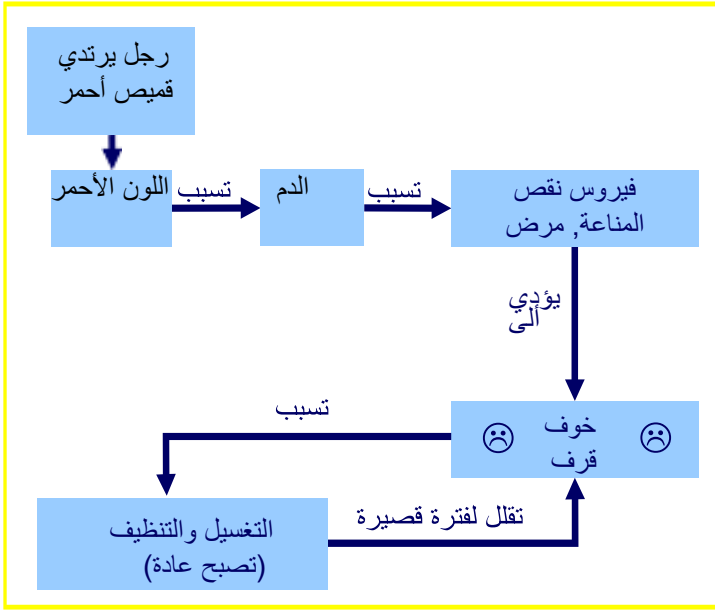 رجل يرتدي
قميص أحمر
اللون الأحمر
تسبب
الدم
تسبب
فيروس نقص
المناعة, مرض
يؤدي
ألى
خوف
قرف
تسبب
التغسيل والتنظيف
(تصبح عادة)
تقلل لفترة قصيرة